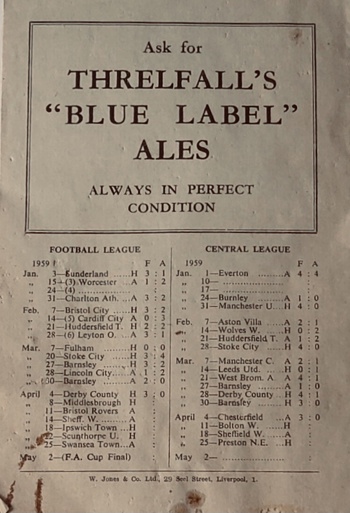 Ask for
THRELFALL'S
"BLUE LABEL"
ALES
ALWAYS IN PERFECT
CONDITION
FOOTBALL LEAGUE
1959 F A
Jan. 3—Sunderland ......H 3 : 1
„ 15—(3) Worcester ...A 1 : 2
„ 24—(4) ............... :
„ 31—Charlton Ath. ...A 3 : 2
Feb. 7—Bristol City ......H 3 : 2
„ 14—(5) Cardiff City A 0 : 3
„ 21—Huddersfield T. H 2 : 2
„ 28—(6) Leyton O. ...A 3 : 1
Mar. 7—Fulham .........H 0 : 0
„ 20—Stoke City ......H 3 : 4
„ 27—Barnsley .........H 3 : 2
„ 28—Lincoln City......A 1 : 2
„ 30—Barnsley .........A 2 : 0
April 4—Derby County ...H 3 : 0
„ 8—Middlesbrough H :
„ 11—Bristol Rovers A :
„ 14—Sheff. W. .........A :
„ 18—Ipswich Town ...H :
„ 22—Scunthorpe U. H :
„ 25—Swansea Town...A :
May 2—(F.A. Cup Final) :
CENTRAL LEAGUE
1959 F A
Jan. 1—Everton .........A 4 : 4
„ 10— ............... :
„ 17— ............... :
„ 24—Burnley .........A 1 : 0
„ 31—Manchester U....H 4 : 0
Feb. 7—Aston Villa ......A 2 : 1
„ 14—Wolves W. ......H 0 : 2
„ 21—Huddersfield T. A 1 : 2
„ 28—Stoke City ......H 4 : 0
Mar. 7—Manchester C. A 2 : 1
„ 14—Leeds Utd. ......H 0 : 1
„ 21—West Brom. A. A 4 : 1
„ 27—Barnsley .........A 1 : 0
„ 28—Derby County ...H 4 : 1
„ 30—Barnsley .........H 3 : 0
April 4—Chesterfield ......A 3 : 0
„ 11—Bolton W. ......H :
„ 18—Sheffield W. ......A :
„ 25—Preston N.E. ...H :
May 2— ............... :
W. Jones & Co. Ltd., 29 Soel Street, Liverpool, 1.